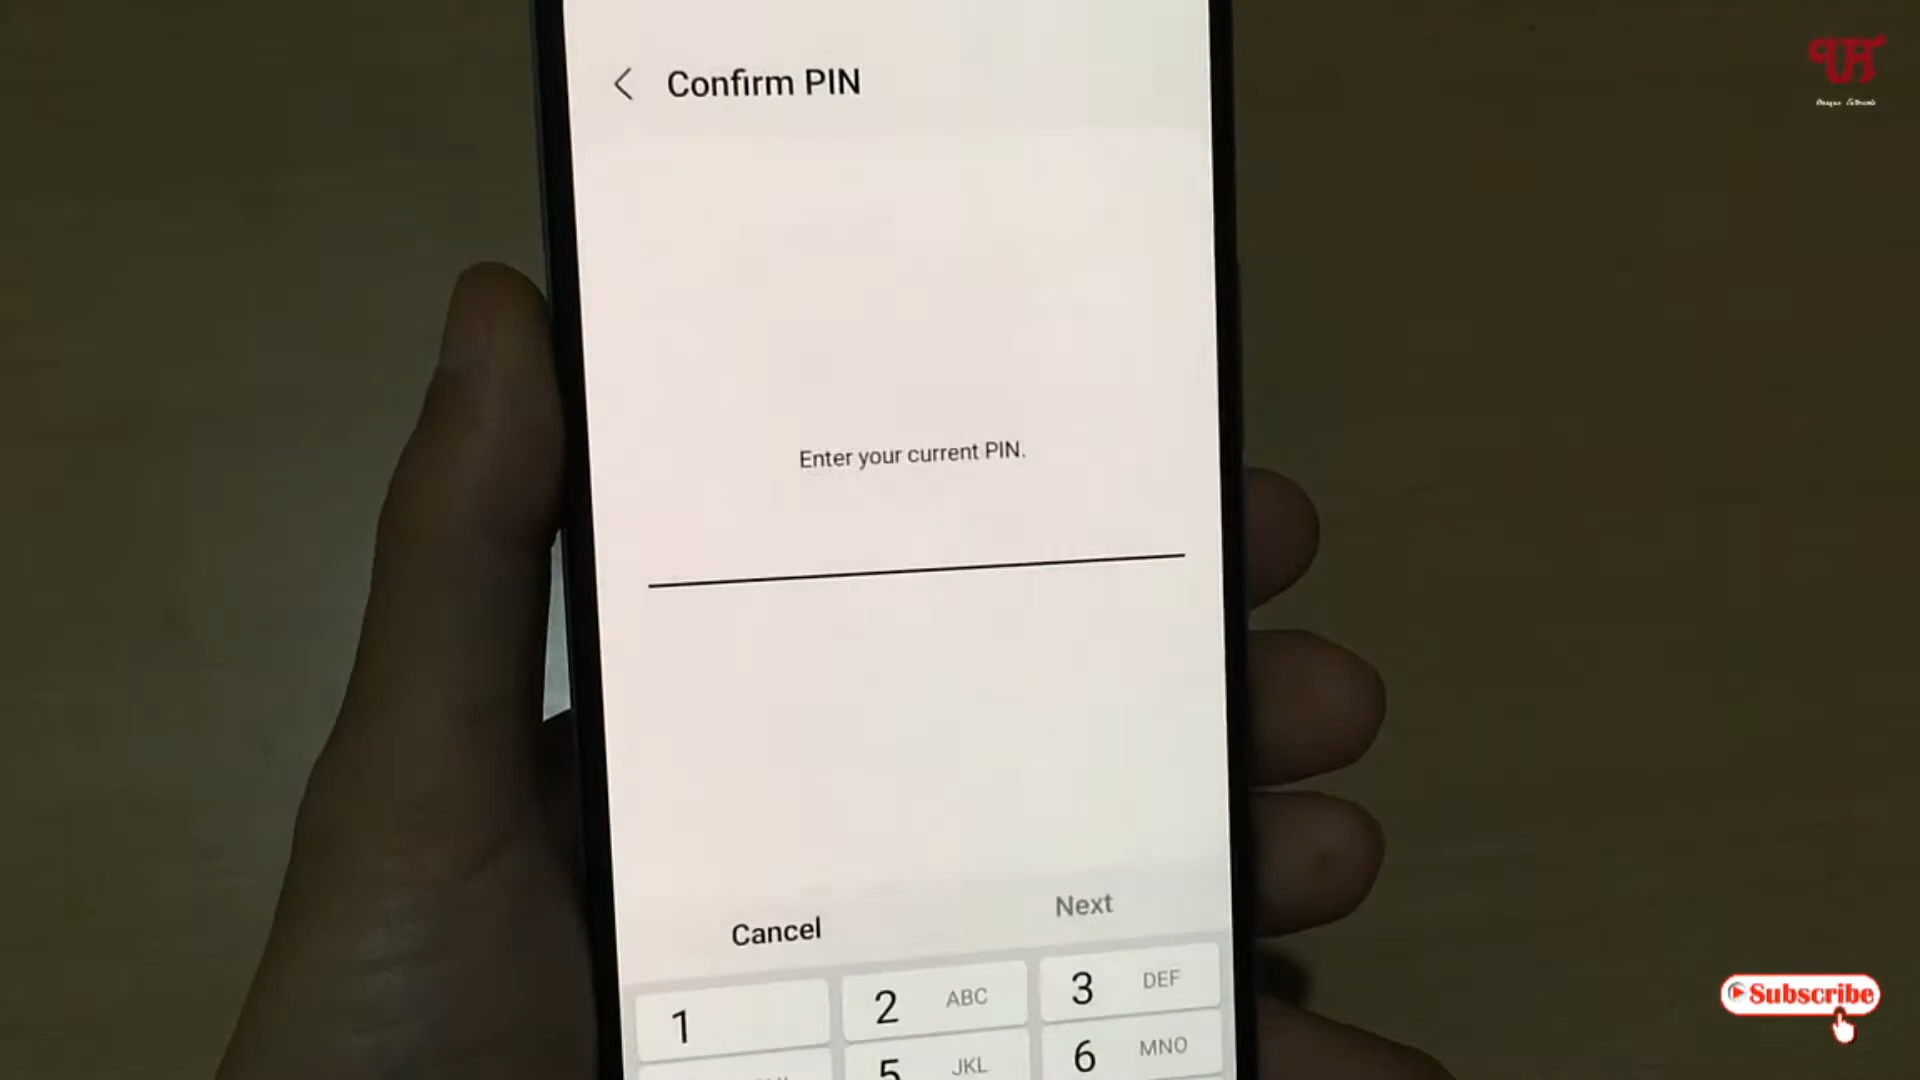 Confirm PIN
Enter your current PIN.
Cancel
Next
1
2 ABC
3 DEF
5 JKL
6 MNO
Subscribe